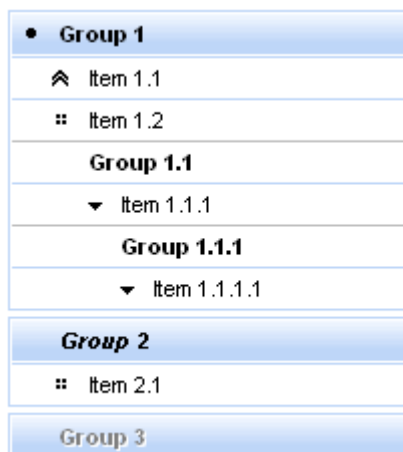 Group 1
Item 1.1
Item 1.2
Group 1.1
Item 1.1.1
Group 1.1.1
Item 1.1.1.1
Group 2
Item 2.1
Group 3